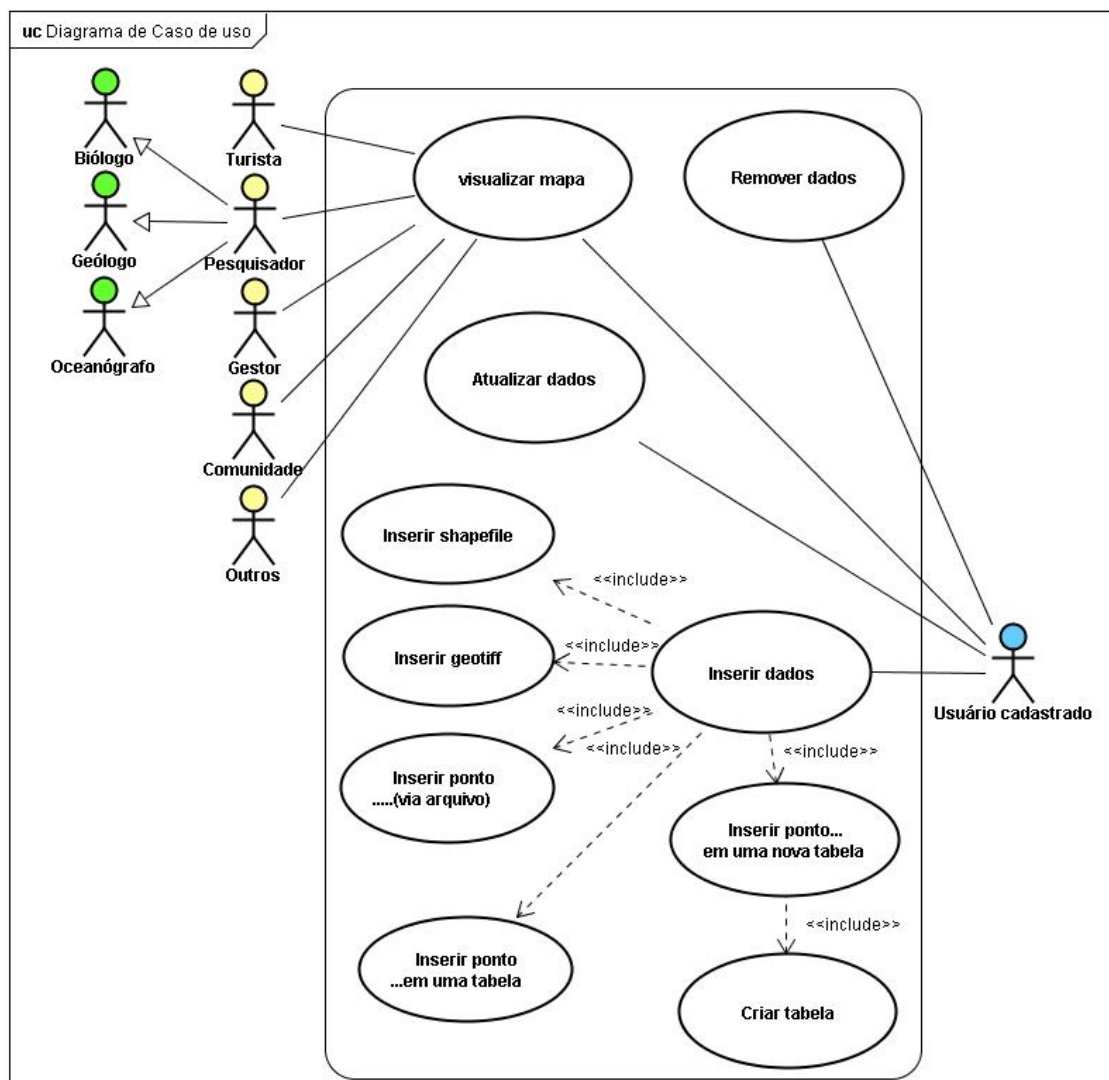 uc Diagrama de Caso de uso
Biólogo
Turista
visualizar mapa
Remover dados
Geólogo
Pesquisador
Oceanógrafo
Gestor
Atualizar dados
Comunidade
Outros
Inserir shapefile
<<include>>
Inserir geotiff
<<include>>
Inserir dados
Usuário cadastrado
<<include>>
<<include>>
<<include>>
Inserir ponto
.....(via arquivo)
Inserir ponto...
em uma nova tabela
<<include>>
Inserir ponto
...em uma tabela
Criar tabela